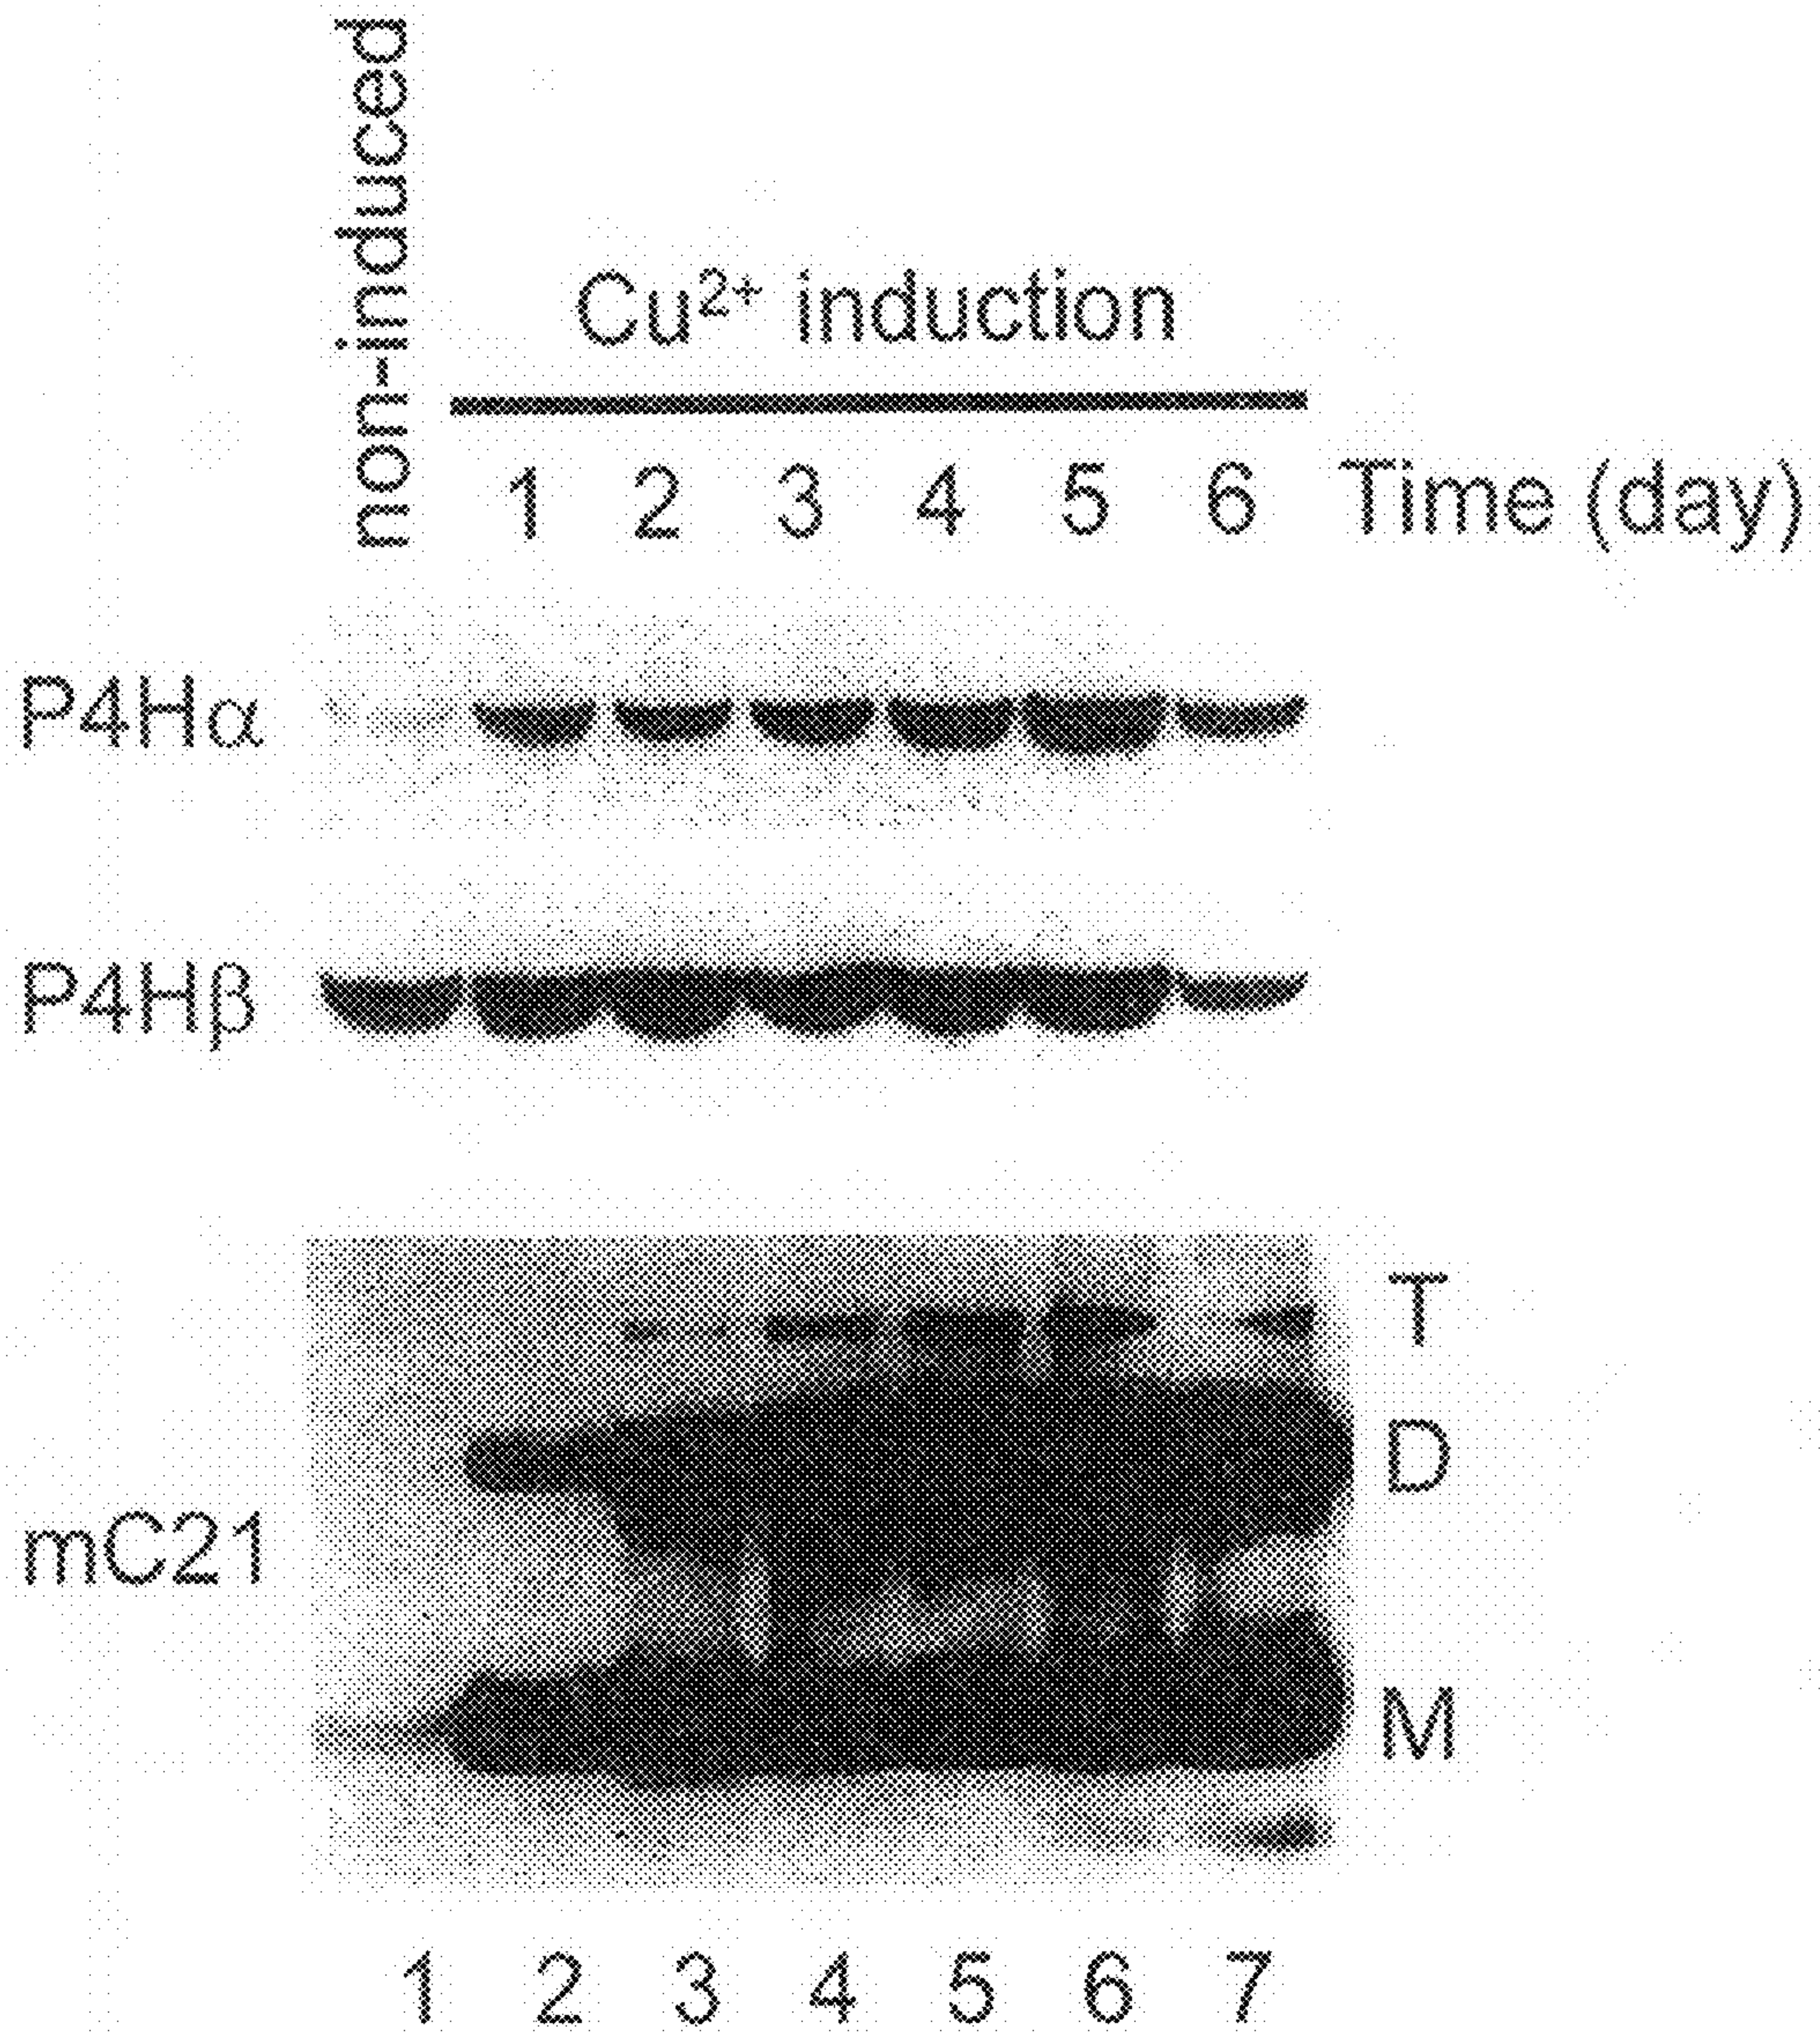 non-induced
Cu²⁺ induction
1 2 3 4 5 6 Time (day)
P4Hα
P4Hβ
T
D
mC21
M
1 2 3 4 5 6 7